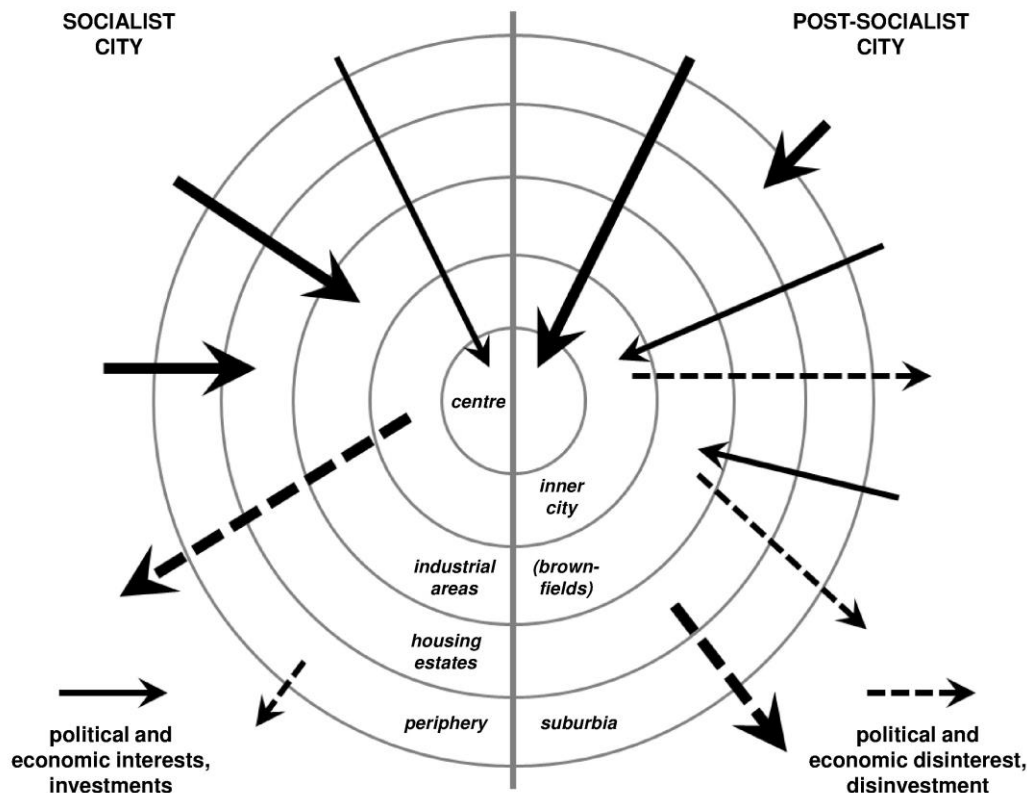 SOCIALIST
CITY
POST-SOCIALIST
CITY
centre
inner
city
industrial
areas
(brown-
fields)
housing
estates
periphery
suburbia
political and
economic interests,
investments
political and
economic disinterest,
disinvestment